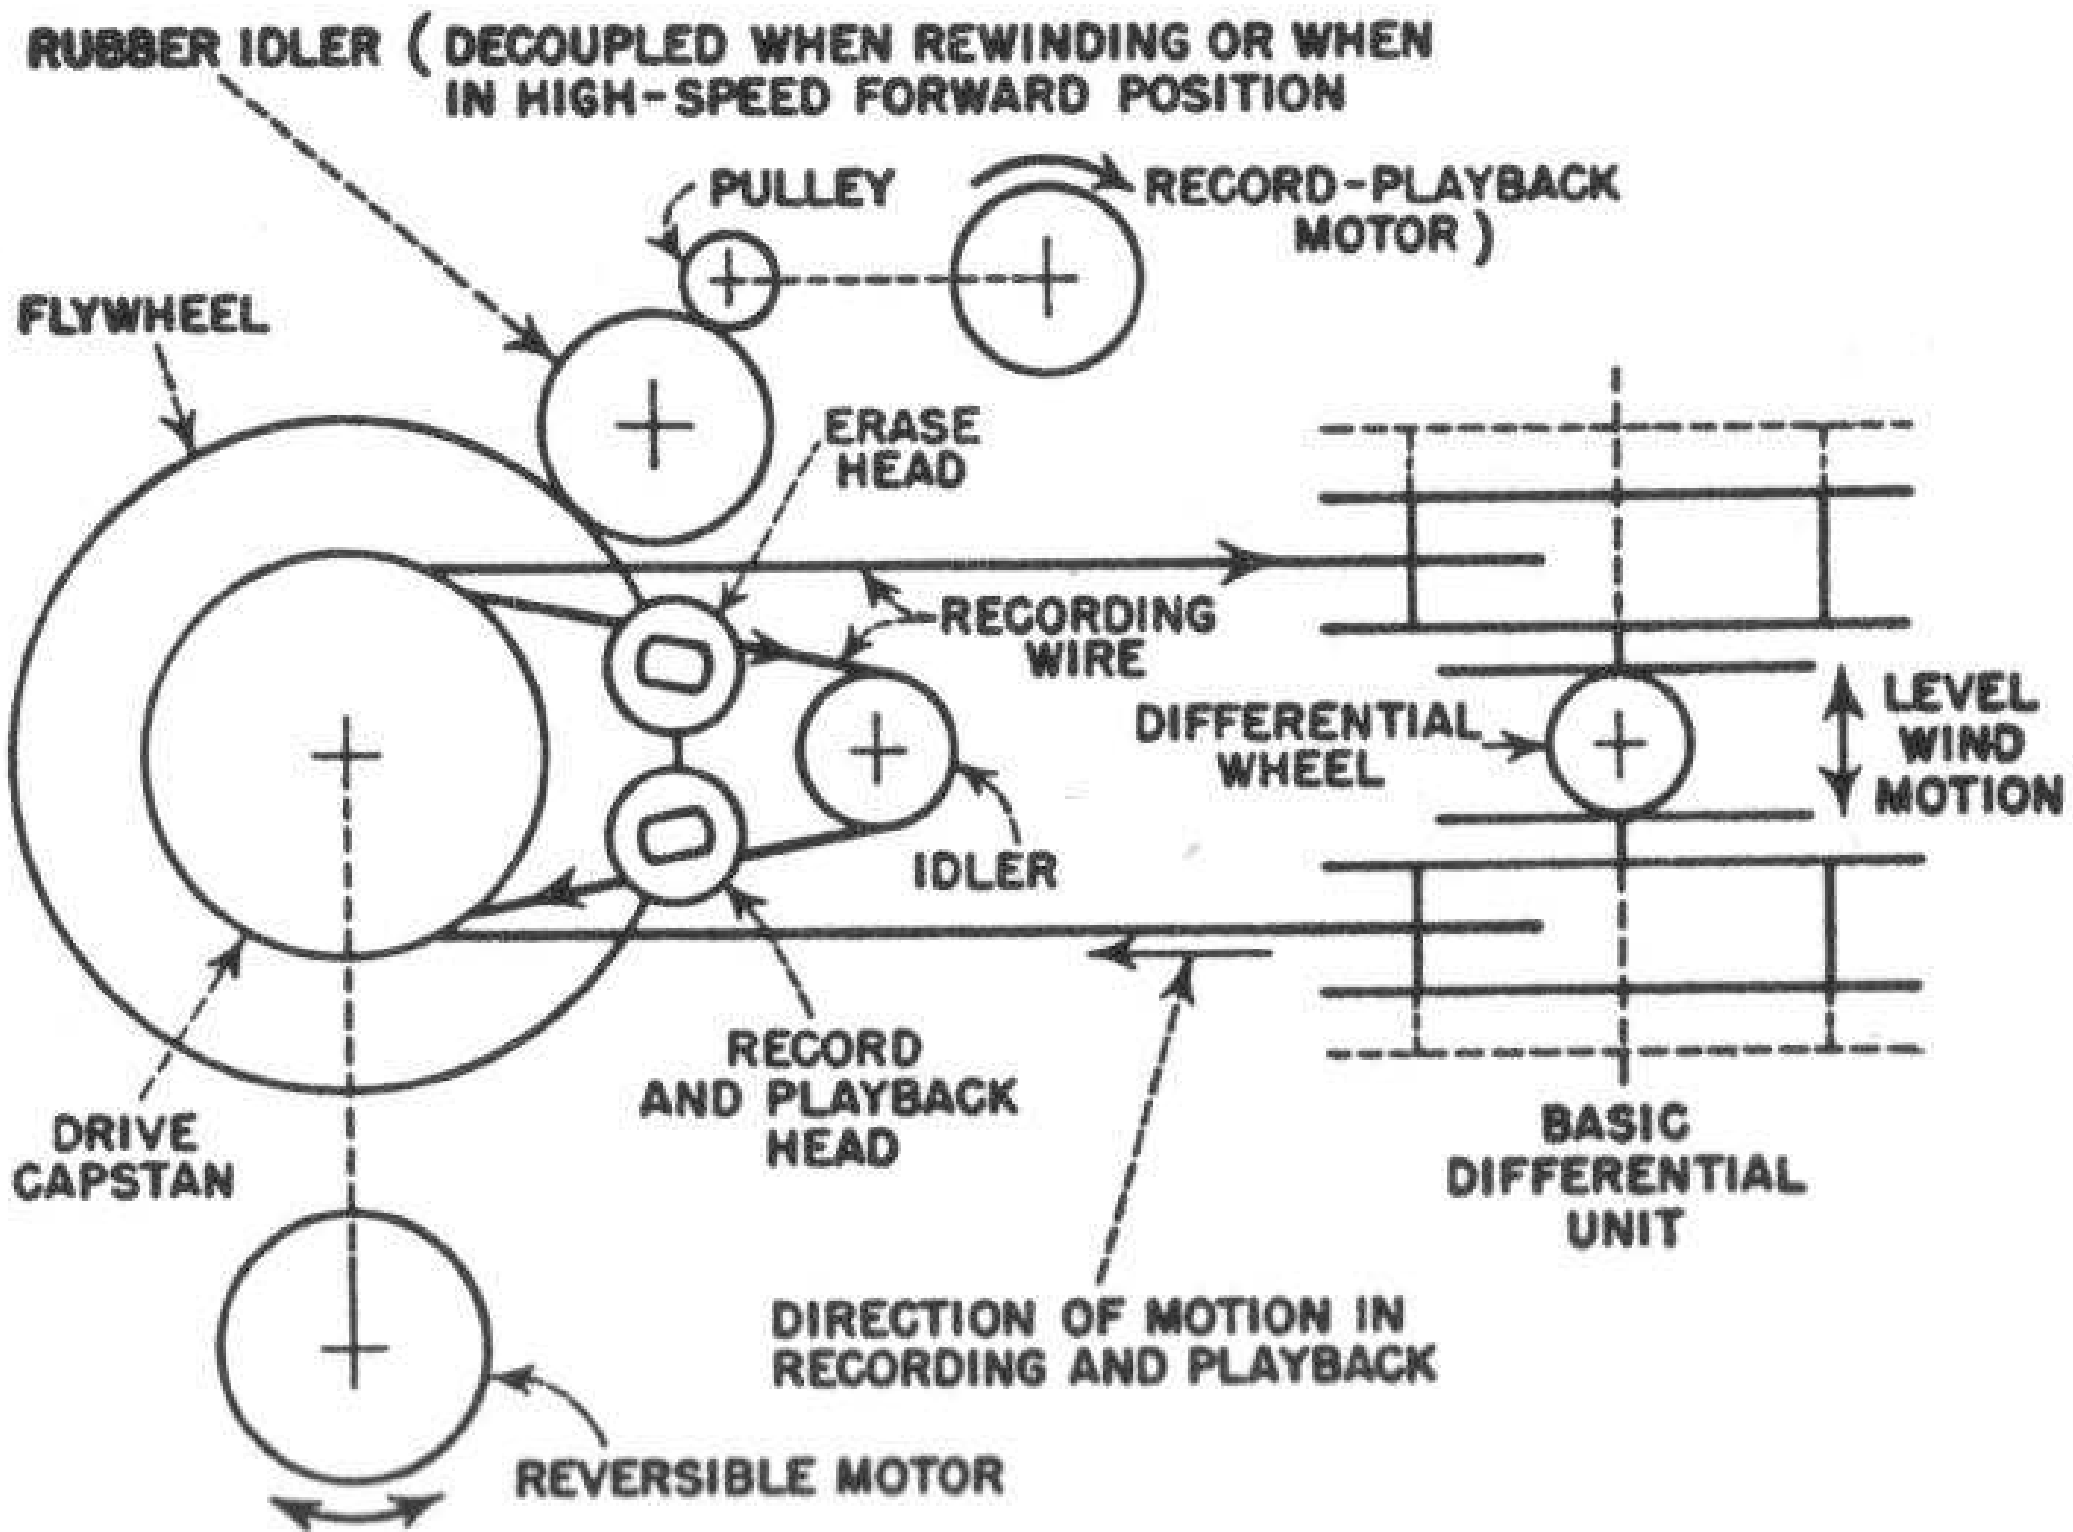 RUBBER IDLER ( DECOUPLED WHEN REWINDING OR WHEN
IN HIGH-SPEED FORWARD POSITION
PULLEY
RECORD-PLAYBACK
MOTOR )
FLYWHEEL
ERASE
HEAD
RECORDING
WIRE
DIFFERENTIAL
WHEEL
LEVEL
WIND
MOTION
IDLER
RECORD
AND PLAYBACK
HEAD
DRIVE
CAPSTAN
BASIC
DIFFERENTIAL
UNIT
DIRECTION OF MOTION IN
RECORDING AND PLAYBACK
REVERSIBLE MOTOR